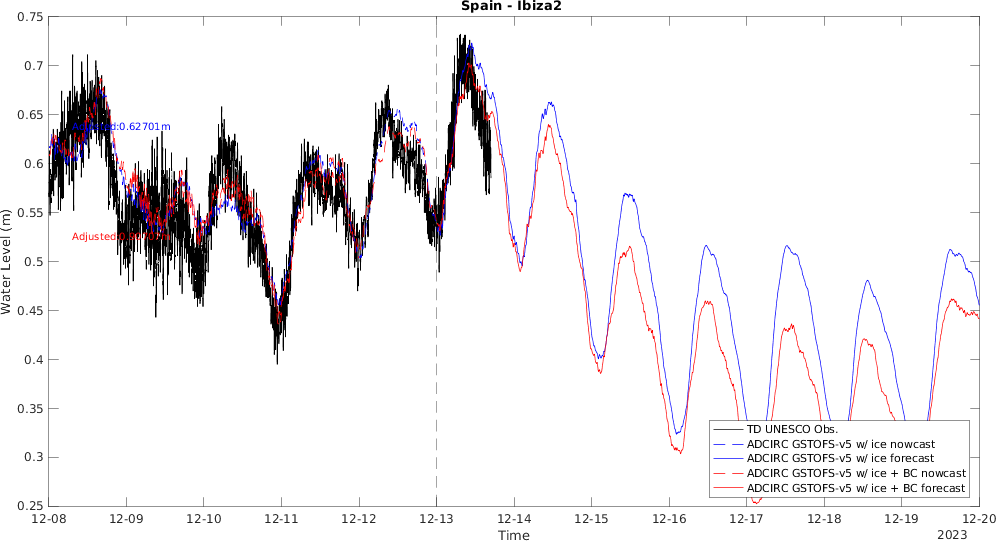 Spain - Ibiza2
0.75
0.7
0.65
0.6
0.55
0.5
0.45
0.4
0.35
0.3
0.25
Water Level (m)
Adjusted:0.62701m
TD UNESCO Obs.
ADCIRC GSTOFS-v5 w/ ice nowcast
ADCIRC GSTOFS-v5 w/ ice forecast
ADCIRC GSTOFS-v5 w/ ice + BC nowcast
ADCIRC GSTOFS-v5 w/ ice + BC forecast
12-08 12-09 12-10 12-11 12-12 12-13 12-14 12-15 12-16 12-17 12-18 12-19 12-20
Time
2023